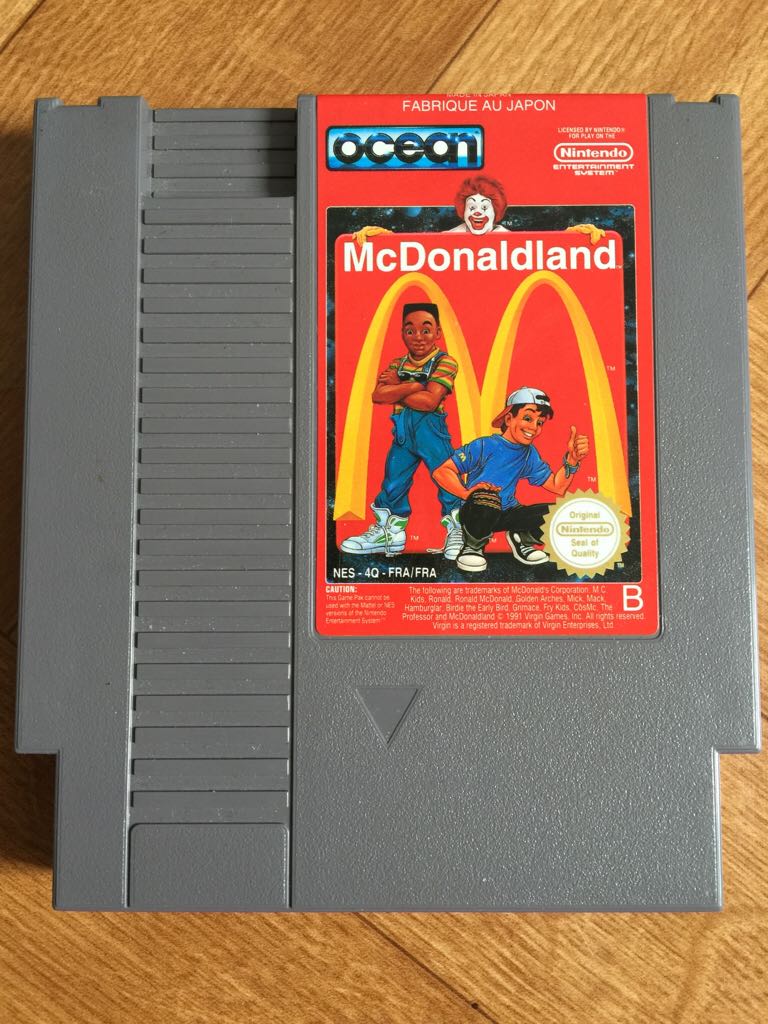 MADE IN JAPAN
FABRIQUE AU JAPON
ocean
LICENSED BY NINTENDO®
FOR PLAY ON THE
Nintendo
ENTERTAINMENT
SYSTEM™
McDonaldland™
TM
TM
TM
TM
Original
Nintendo
Seal of
Quality
NES - 4Q - FRA/FRA
CAUTION:
This Game Pak cannot be
used with the Mattel or NES
versions of the Nintendo
Entertainment System™
The following are trademarks of McDonald's Corporation. M.C.
Kids, Ronald, Ronald McDonald, Golden Arches, Mick, Mack,
Hamburglar, Birdie the Early Bird, Grimace, Fry Kids, CosMc, The
Professor and McDonaldland © 1991 Virgin Games, Inc. All rights reserved.
Virgin is a registered trademark of Virgin Enterprises, Ltd.
B